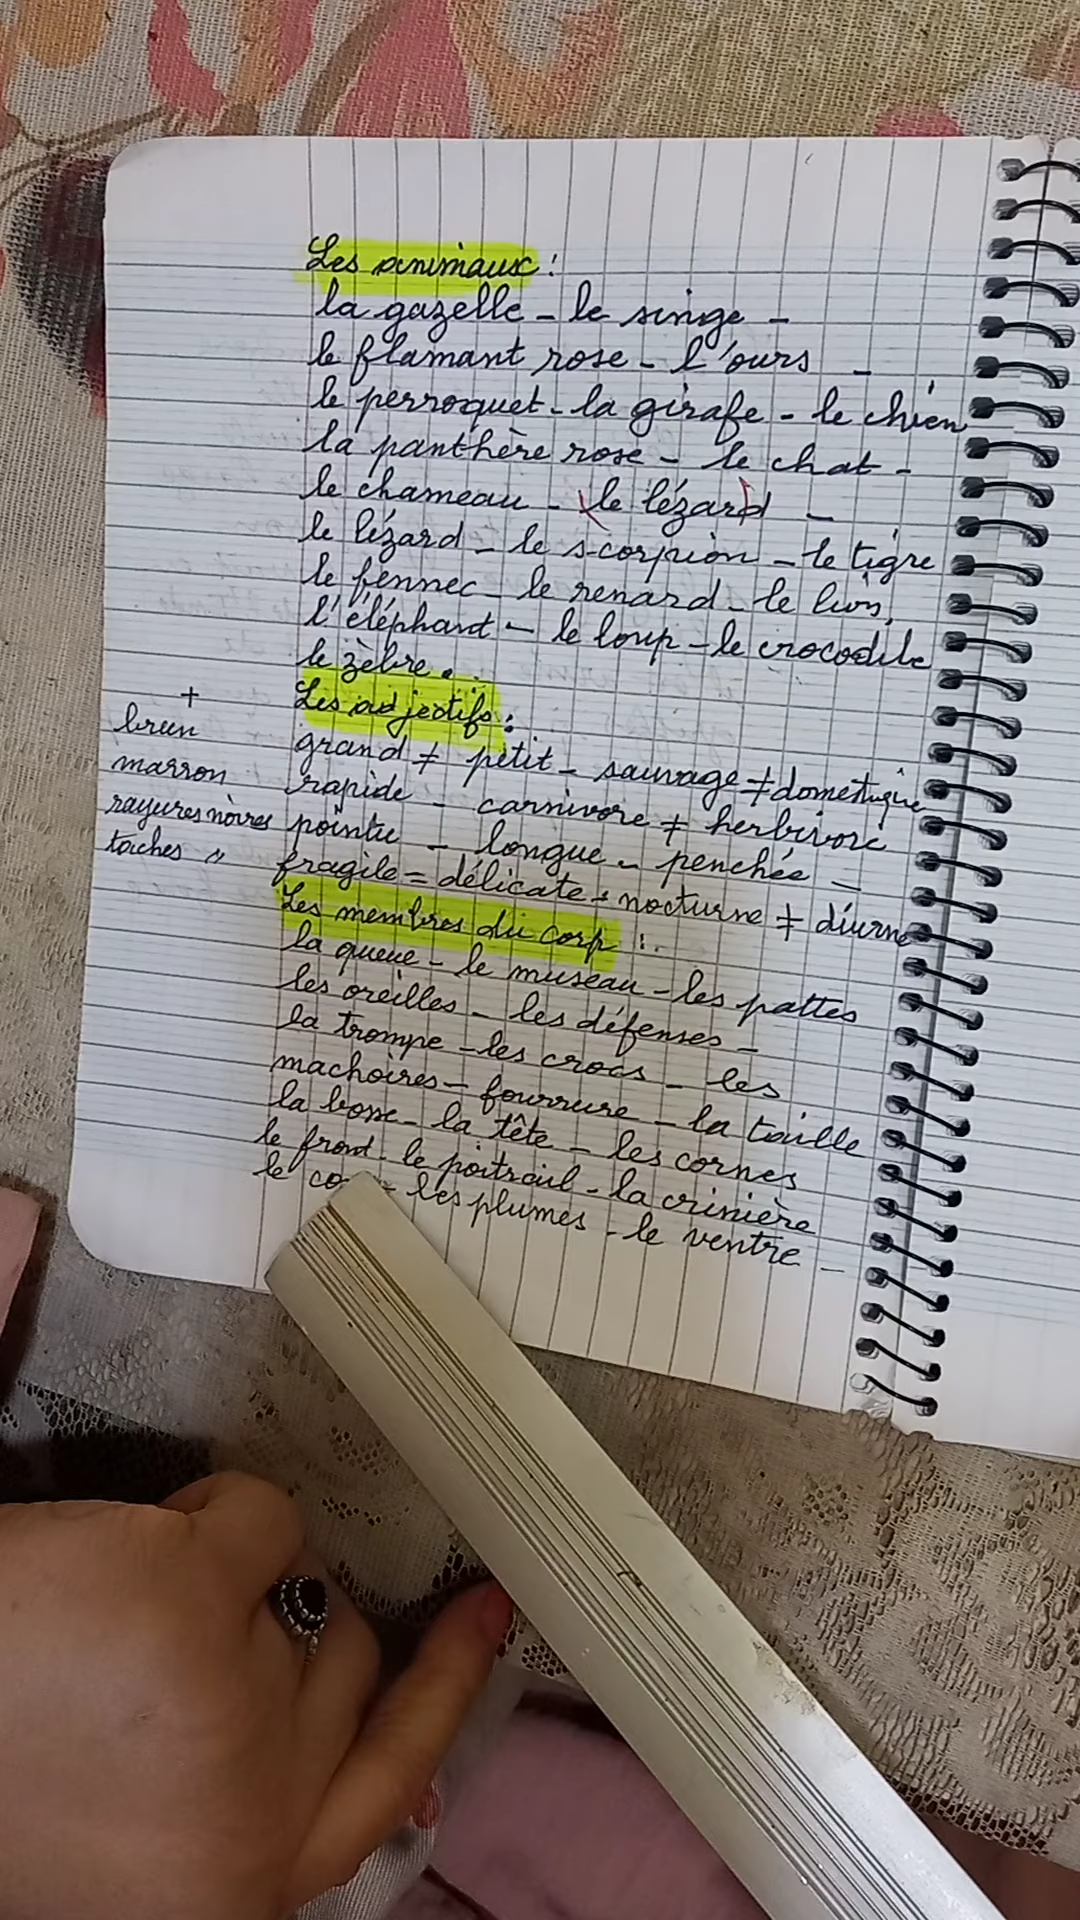 Les animaux :
la gazelle - le singe -
le flamant rose - l'ours -
le perroquet - la girafe - le chien
la panthère rose - le chat -
le chameau - (le lézard) -
le lézard - le scorpion - le tigre
le fennec - le renard - le lion,
l'éléphant - le loup - le crocodile
le zèbre.
Les adjectifs :
grand ≠ petit - sauvage ≠ domestique
rapide - carnivore ≠ herbivore
pointu - longue - penchée -
fragile = délicate + nocturne ≠ diurne
+
brun
marron
rayures noires
taches "
Les membres du corp :
la queue - le museau - les pattes
les oreilles - les défenses -
la trompe - les crocs - les
machoires - fourrure - la taille
la bosse - la tête - les cornes
le front - le poitrail - la crinière
le - les plumes - le ventre -